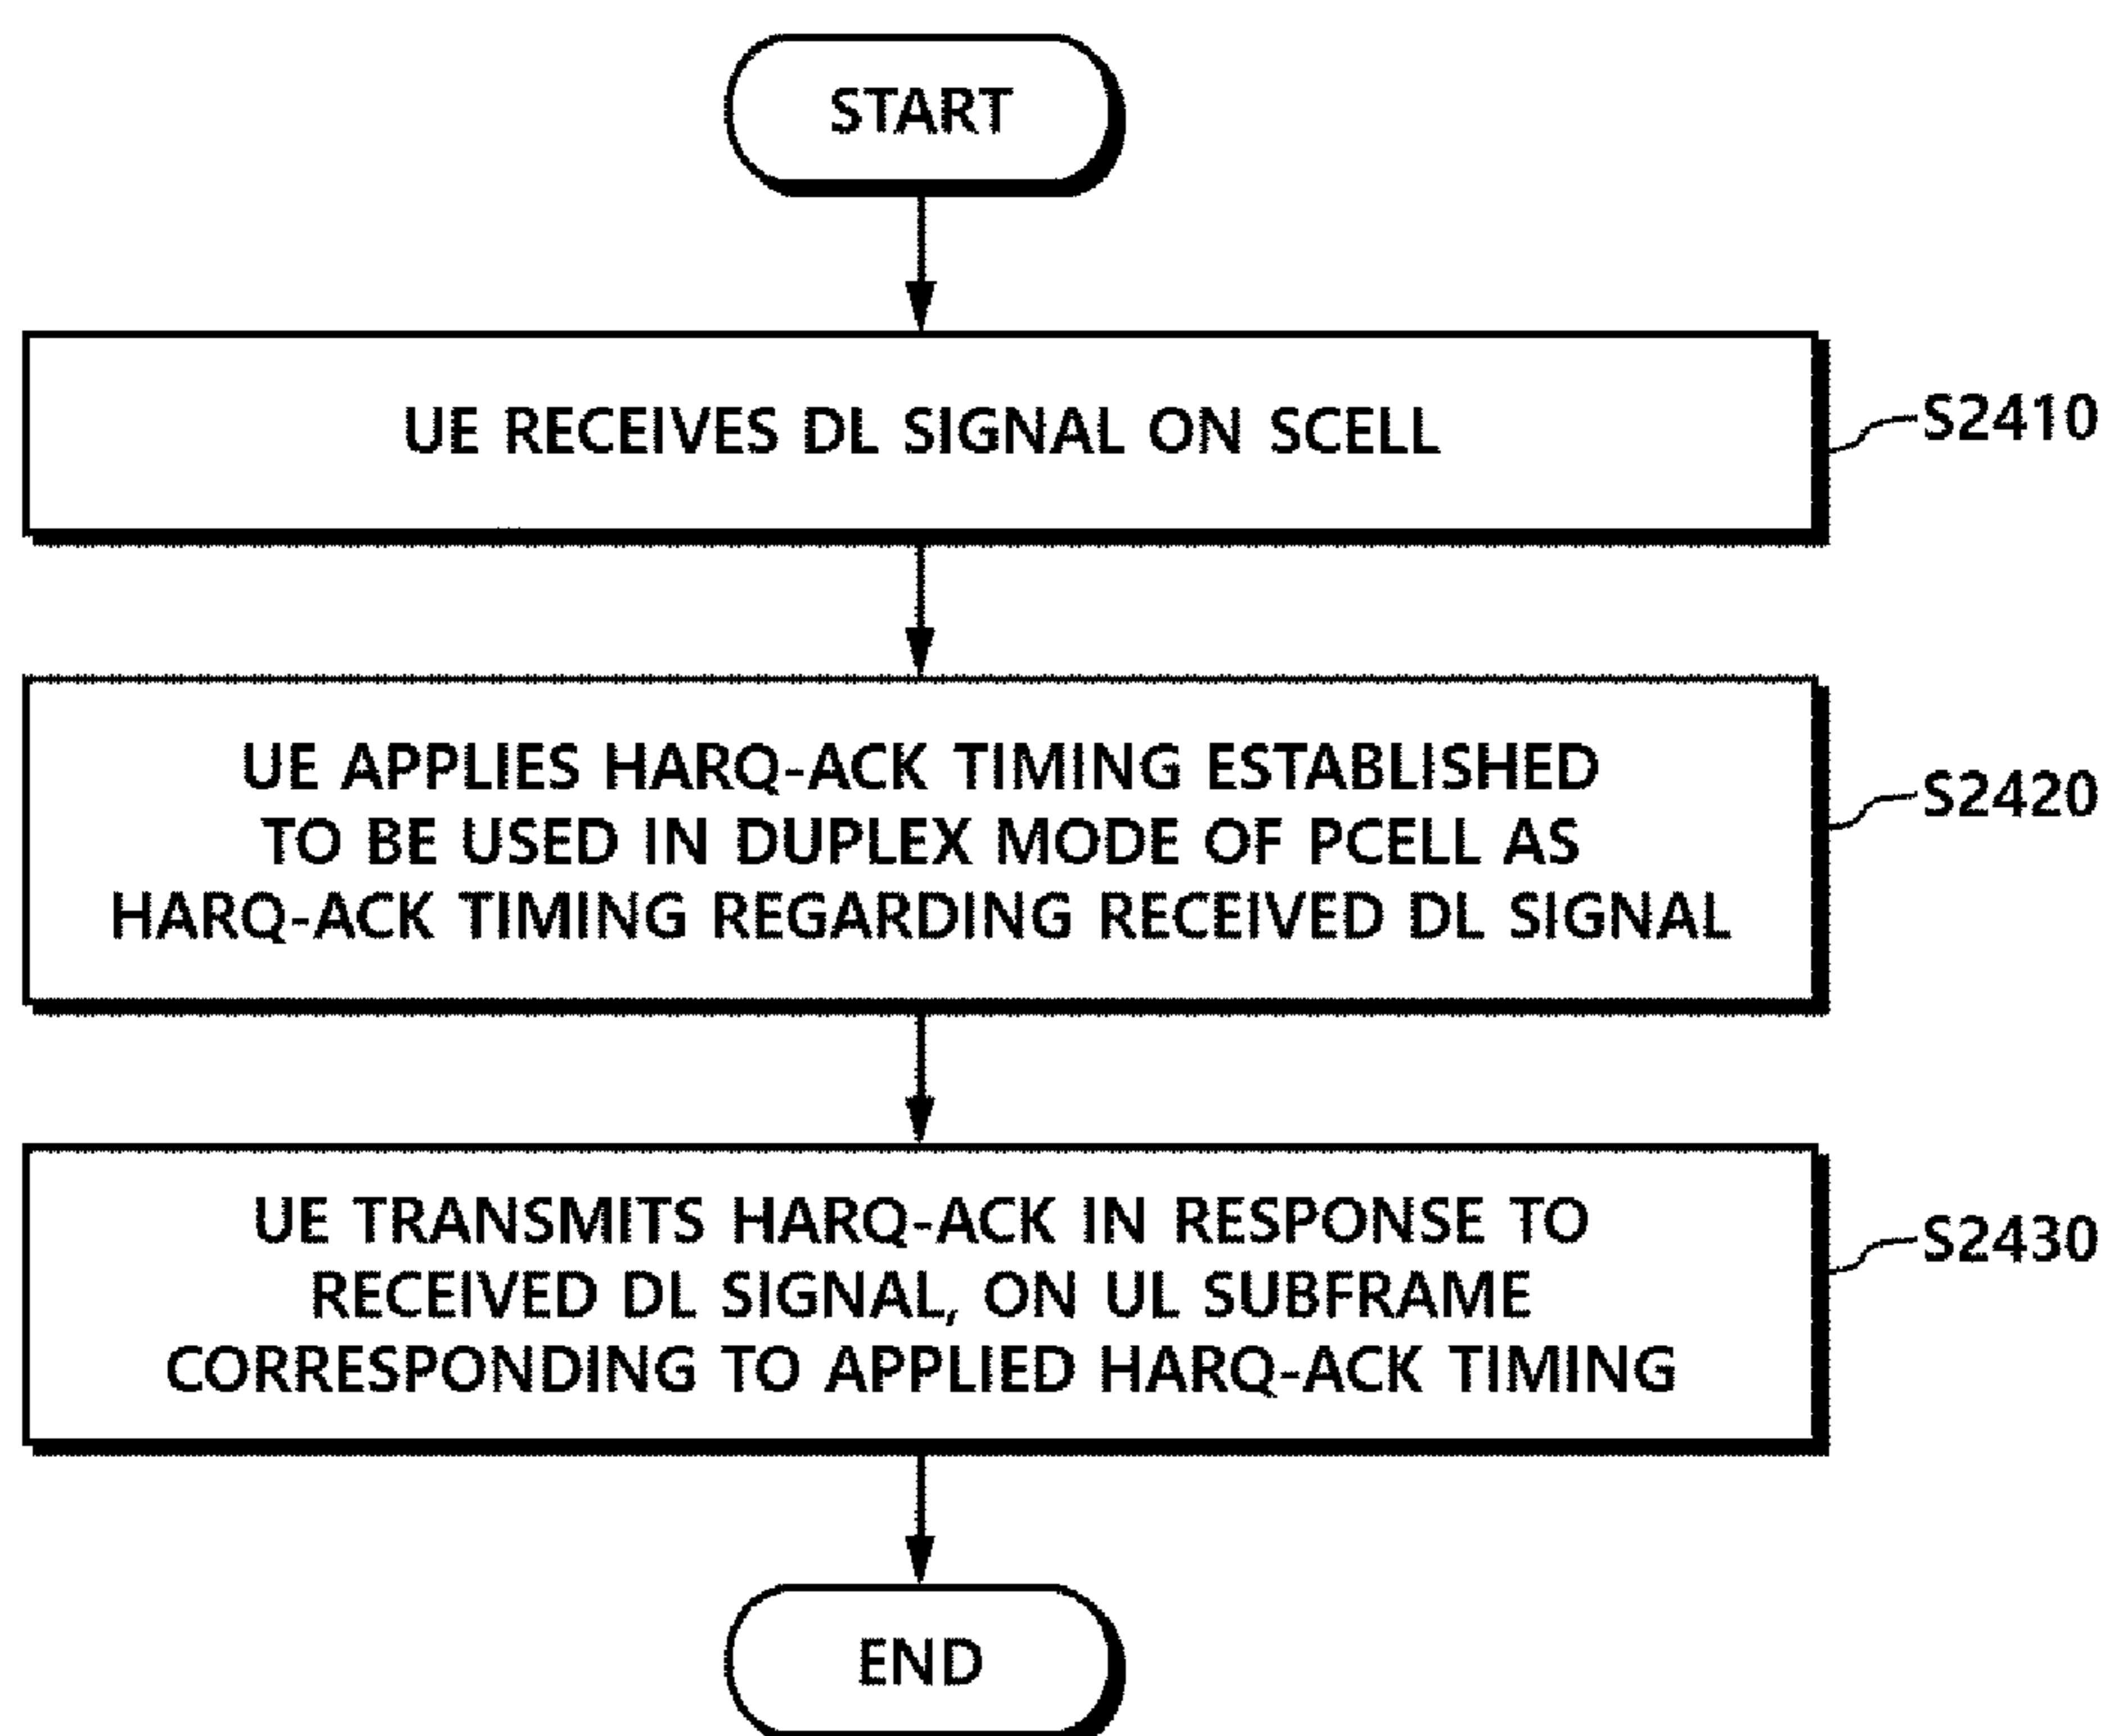 START
UE RECEIVES DL SIGNAL ON SCELL
S2410
UE APPLIES HARQ-ACK TIMING ESTABLISHED
TO BE USED IN DUPLEX MODE OF PCELL AS
HARQ-ACK TIMING REGARDING RECEIVED DL SIGNAL
S2420
UE TRANSMITS HARQ-ACK IN RESPONSE TO
RECEIVED DL SIGNAL, ON UL SUBFRAME
CORRESPONDING TO APPLIED HARQ-ACK TIMING
S2430
END